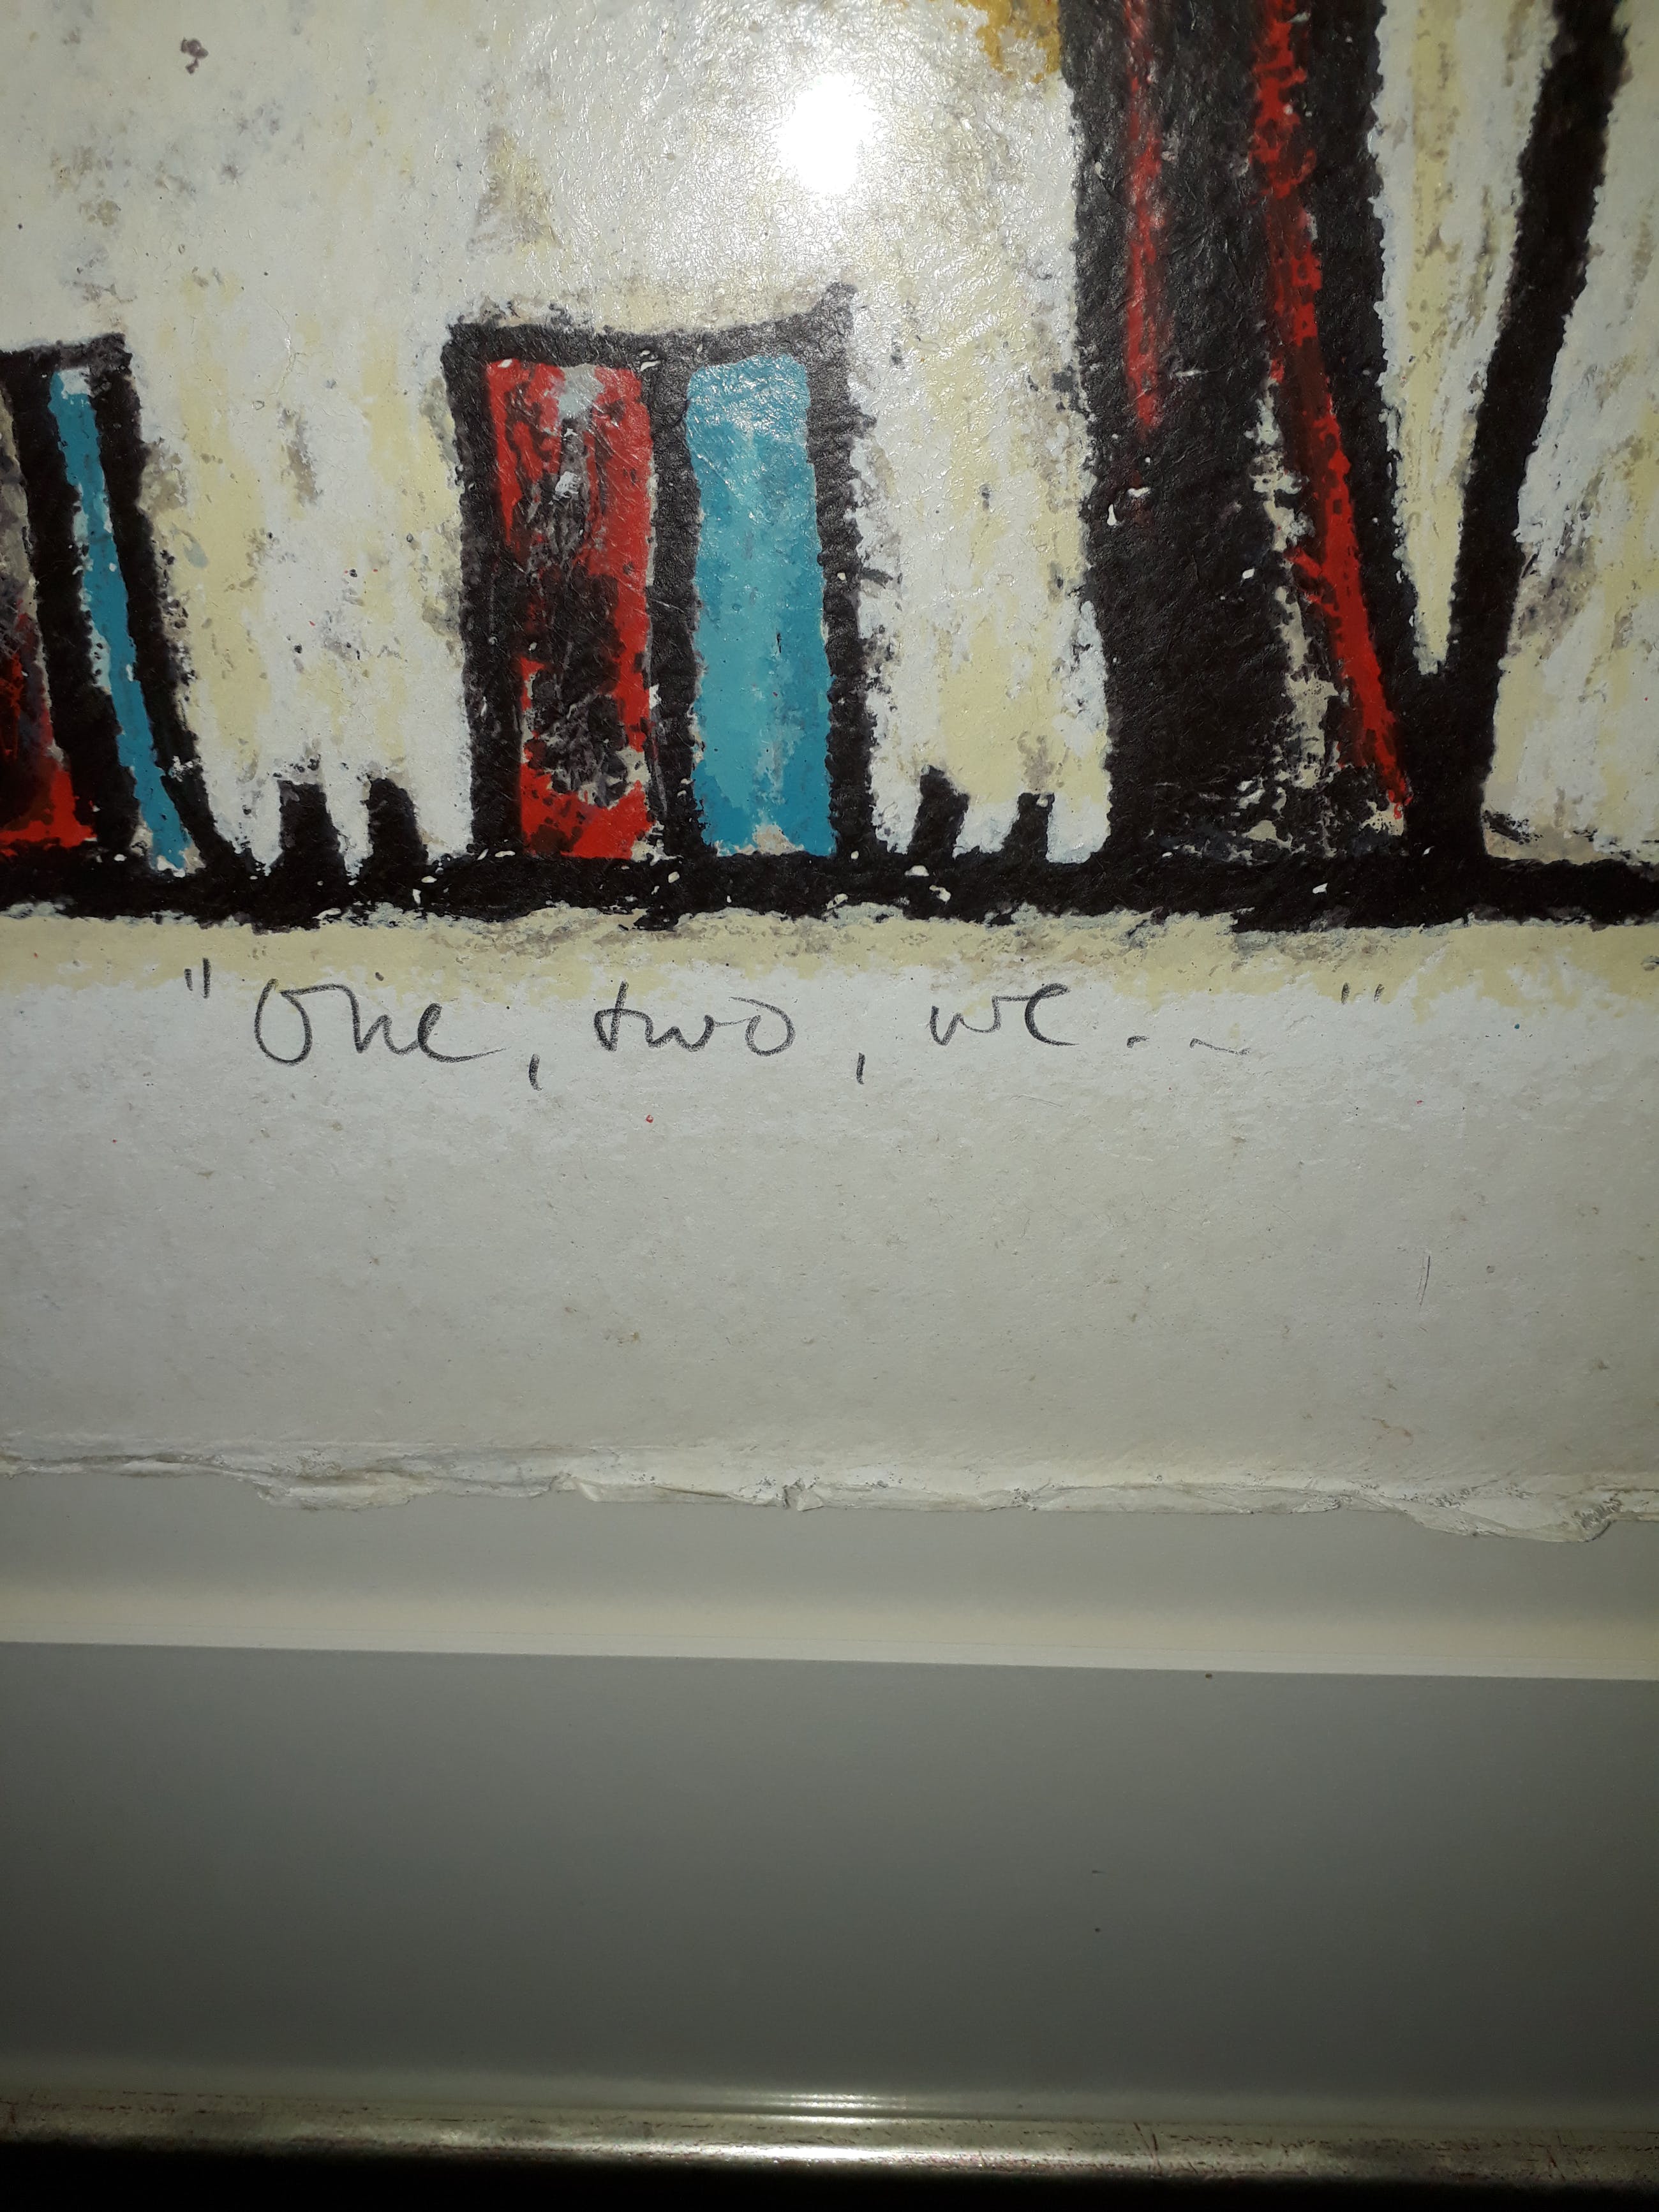 "One, two, we..."